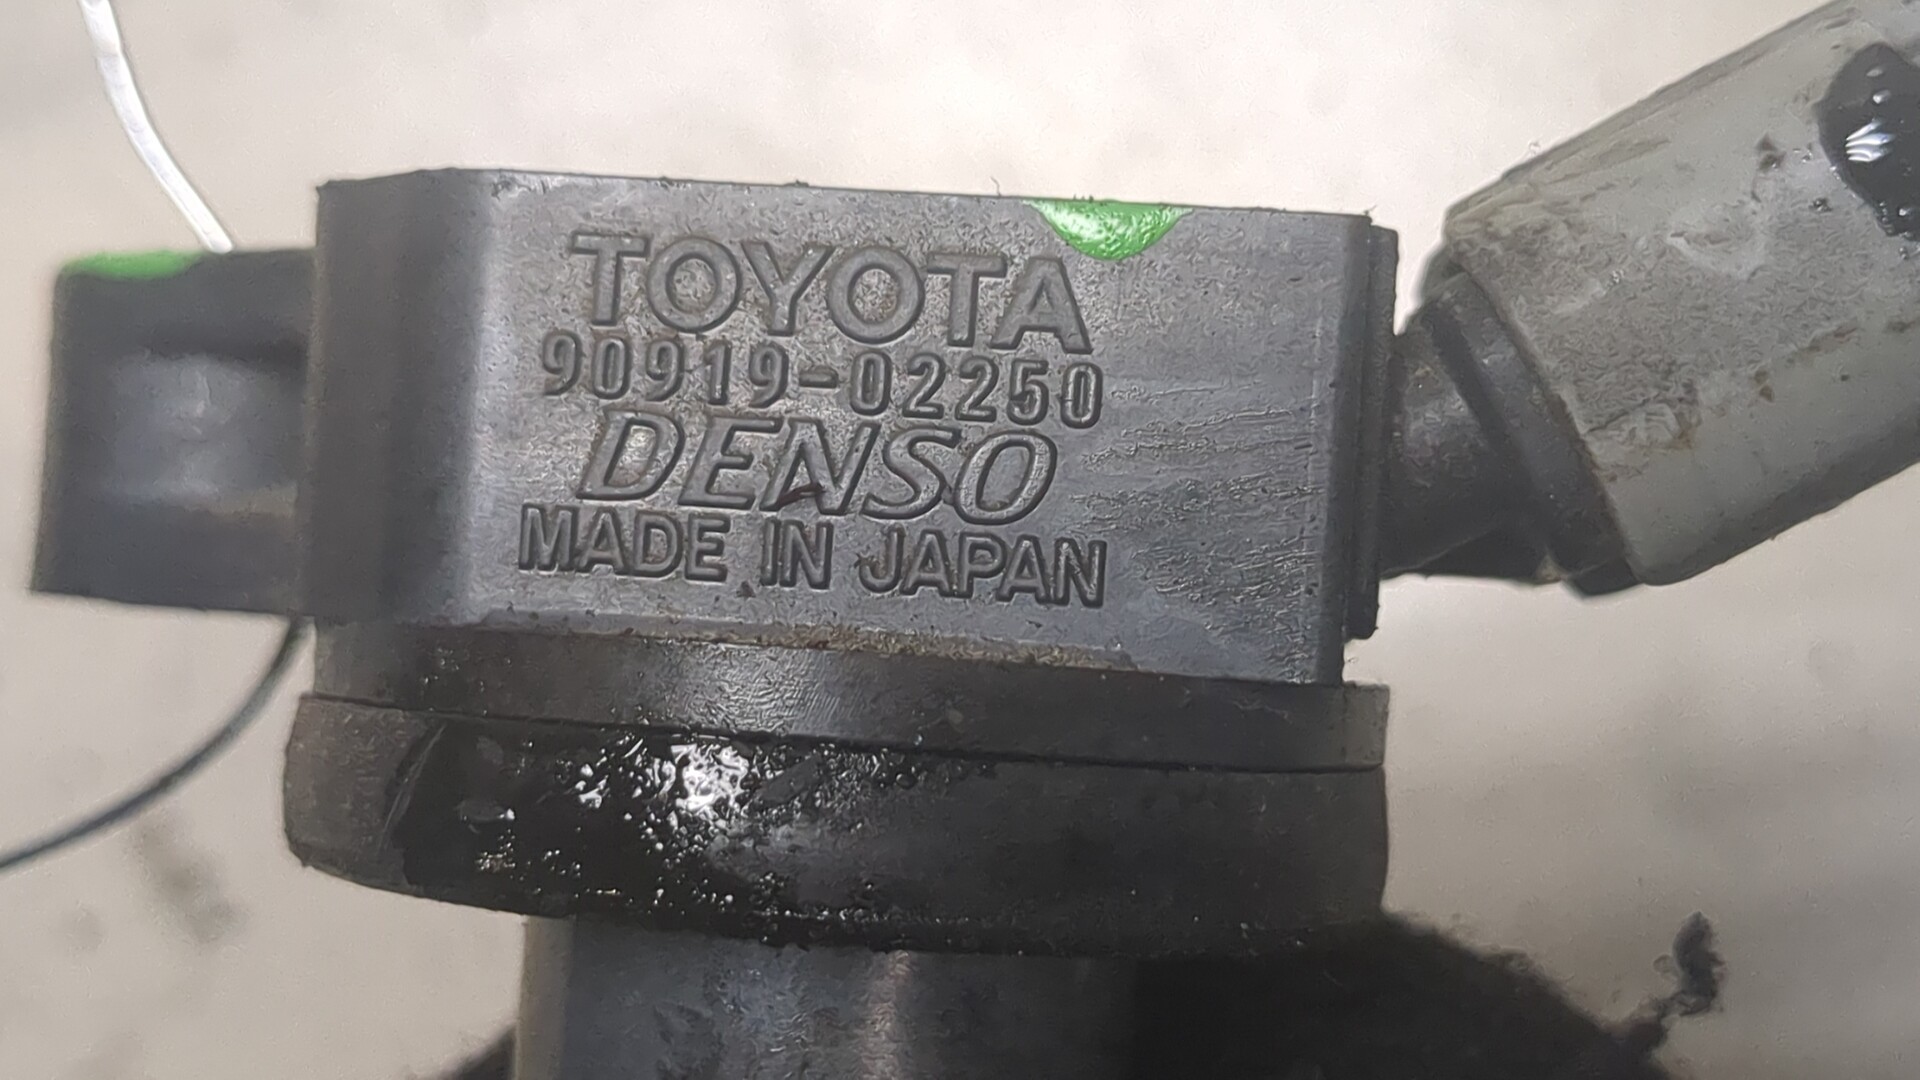 TOYOTA
90919-02250
DENSO
MADE IN JAPAN